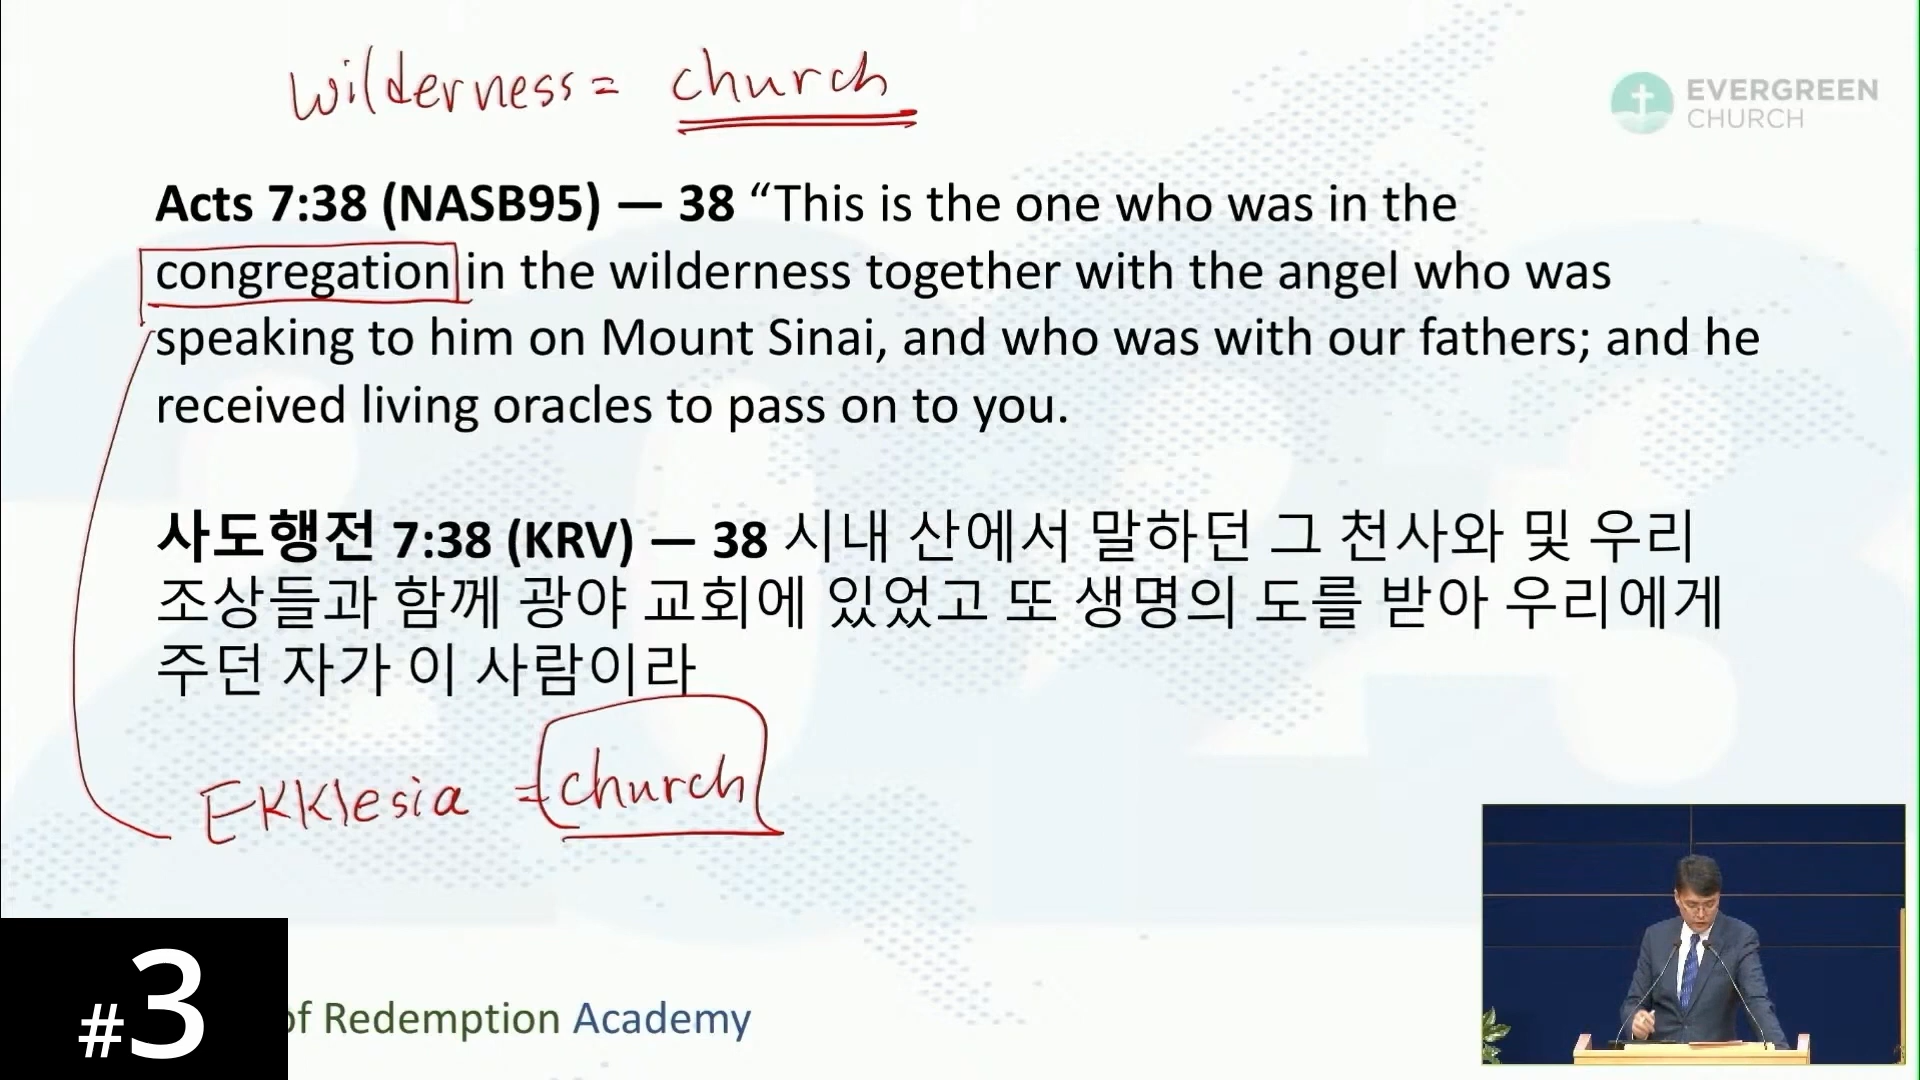 wilderness = church
EVERGREEN
CHURCH
Acts 7:38 (NASB95) — 38 “This is the one who was in the
congregation in the wilderness together with the angel who was
speaking to him on Mount Sinai, and who was with our fathers; and he
received living oracles to pass on to you.
사도행전 7:38 (KRV) — 38 시내 산에서 말하던 그 천사와 및 우리
조상들과 함께 광야 교회에 있었고 또 생명의 도를 받아 우리에게
주던 자가 이 사람이라
EKKlesia = church
#3
of Redemption Academy